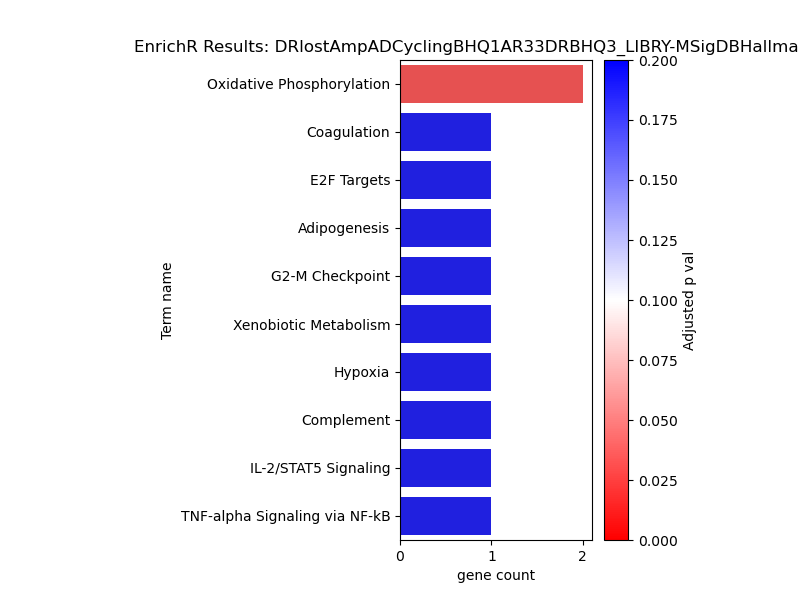 EnrichR Results: DRlostAmpADCyclingBHQ1AR33DRBHQ3_LIBRY-MSigDBHallma
Oxidative Phosphorylation
Coagulation
E2F Targets
Adipogenesis
G2-M Checkpoint
Xenobiotic Metabolism
Hypoxia
Complement
IL-2/STAT5 Signaling
TNF-alpha Signaling via NF-kB
Term name
0 1 2
gene count
0.200
0.175
0.150
0.125
0.100
0.075
0.050
0.025
0.000
Adjusted p val